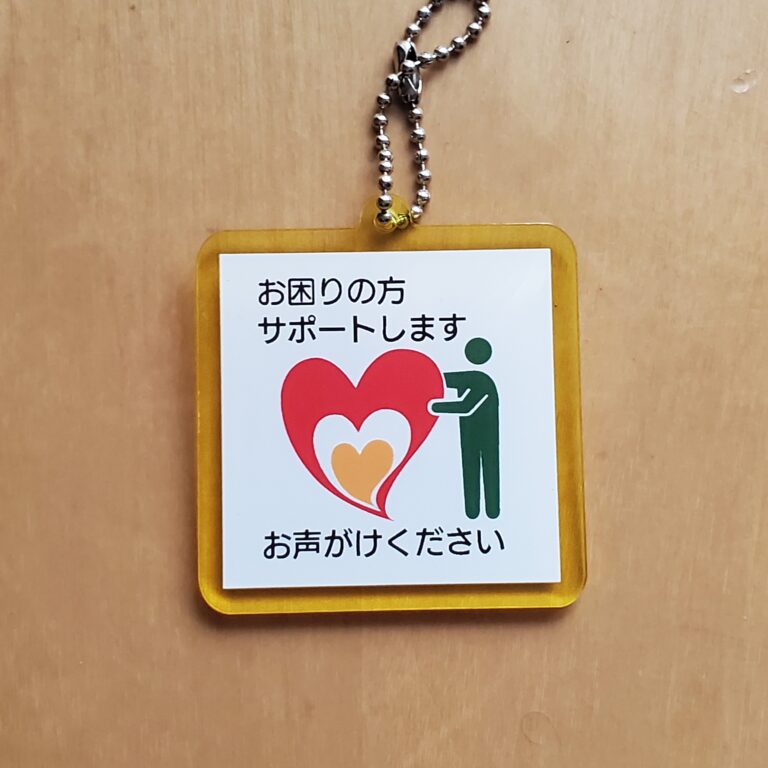 お困りの方
サポートします
お声がけください